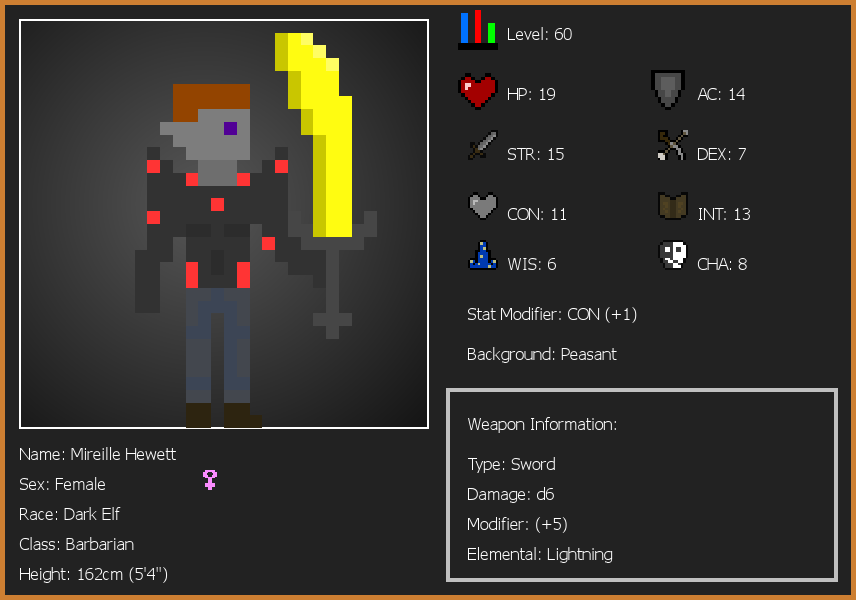 Level: 60
HP: 19
AC: 14
STR: 15
DEX: 7
CON: 11
INT: 13
WIS: 6
CHA: 8
Stat Modifier: CON (+1)
Background: Peasant
Weapon Information:
Type: Sword
Damage: d6
Modifier: (+5)
Elemental: Lightning
Name: Mireille Hewett
Sex: Female
Race: Dark Elf
Class: Barbarian
Height: 162cm (5'4")